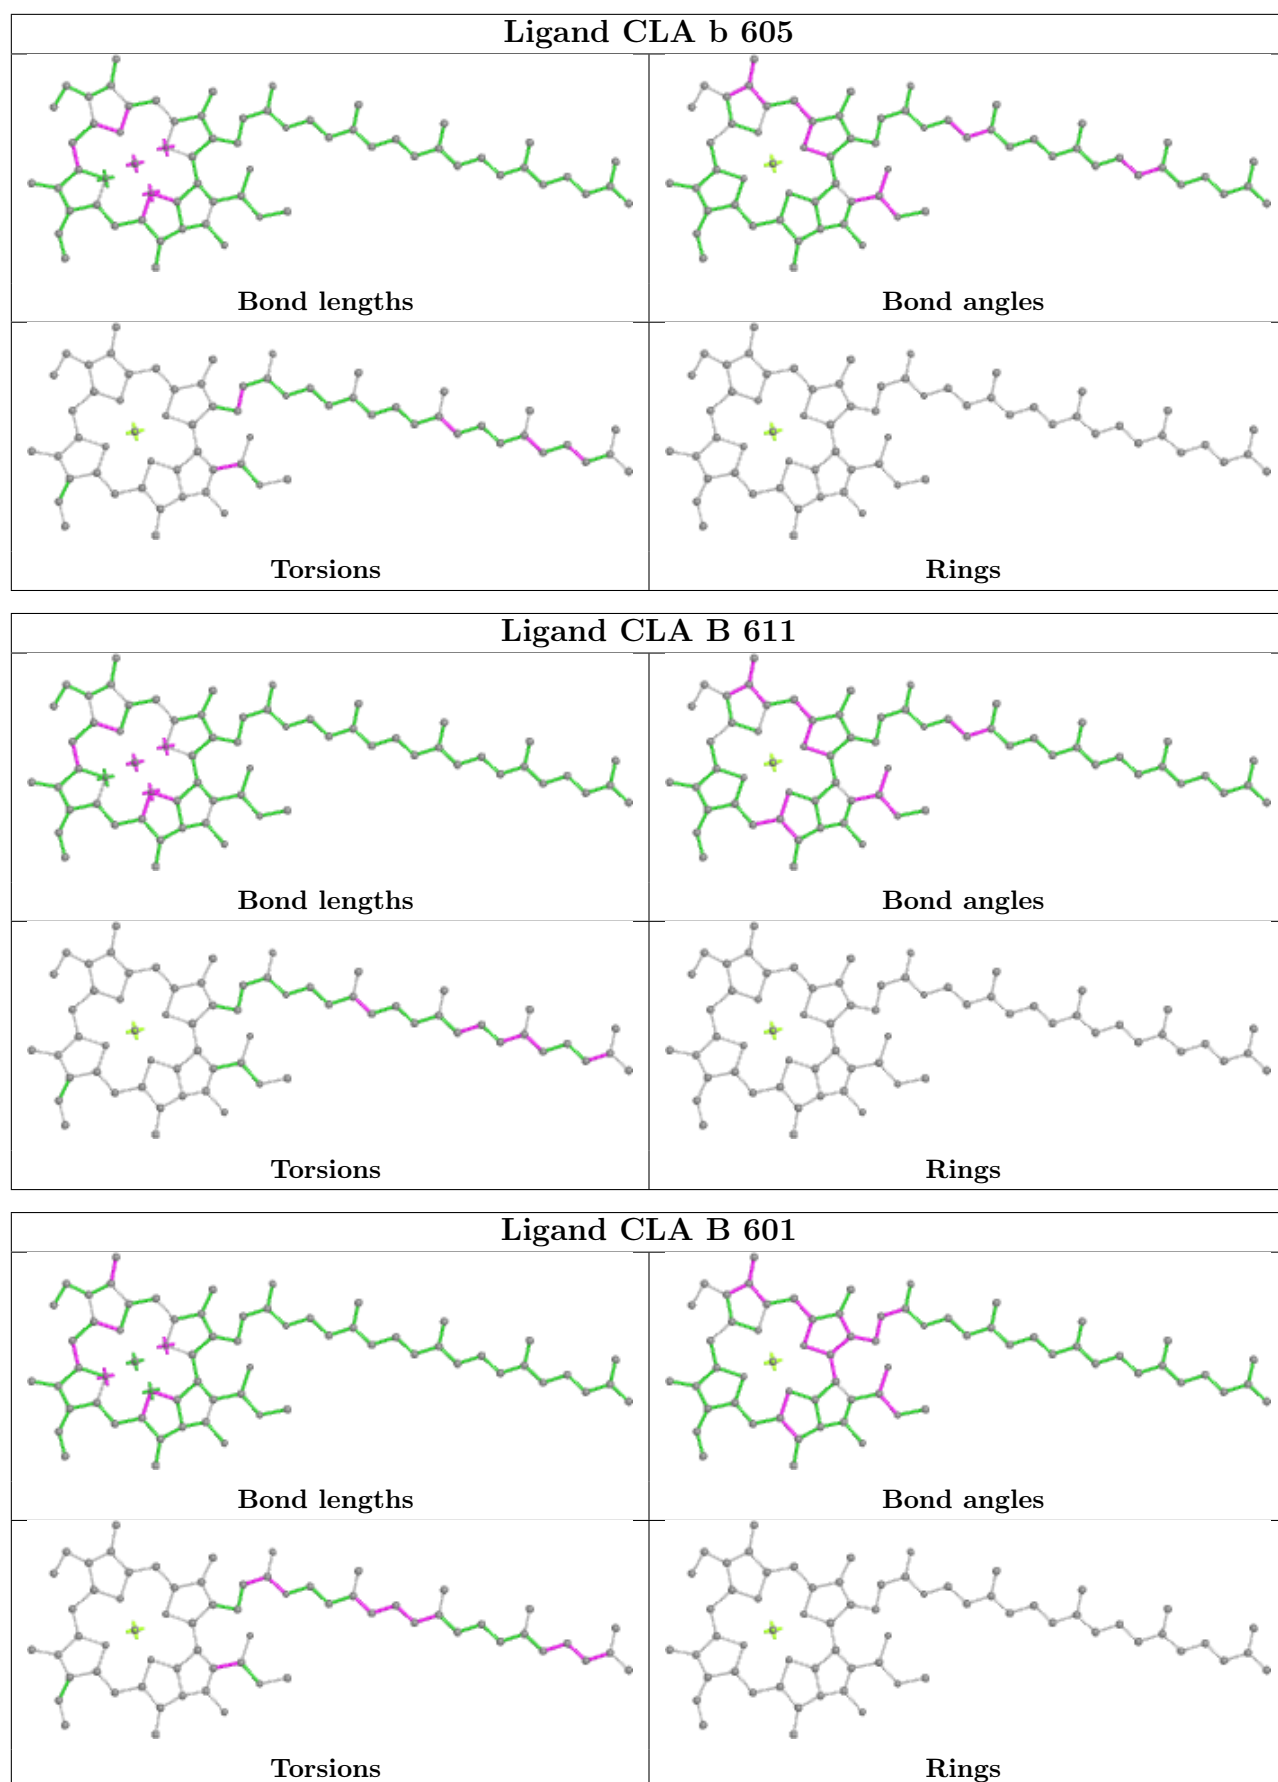 Ligand CLA b 605
Bond lengths
Bond angles
Torsions
Rings
Ligand CLA B 611
Bond lengths
Bond angles
Torsions
Rings
Ligand CLA B 601
Bond lengths
Bond angles
Torsions
Rings